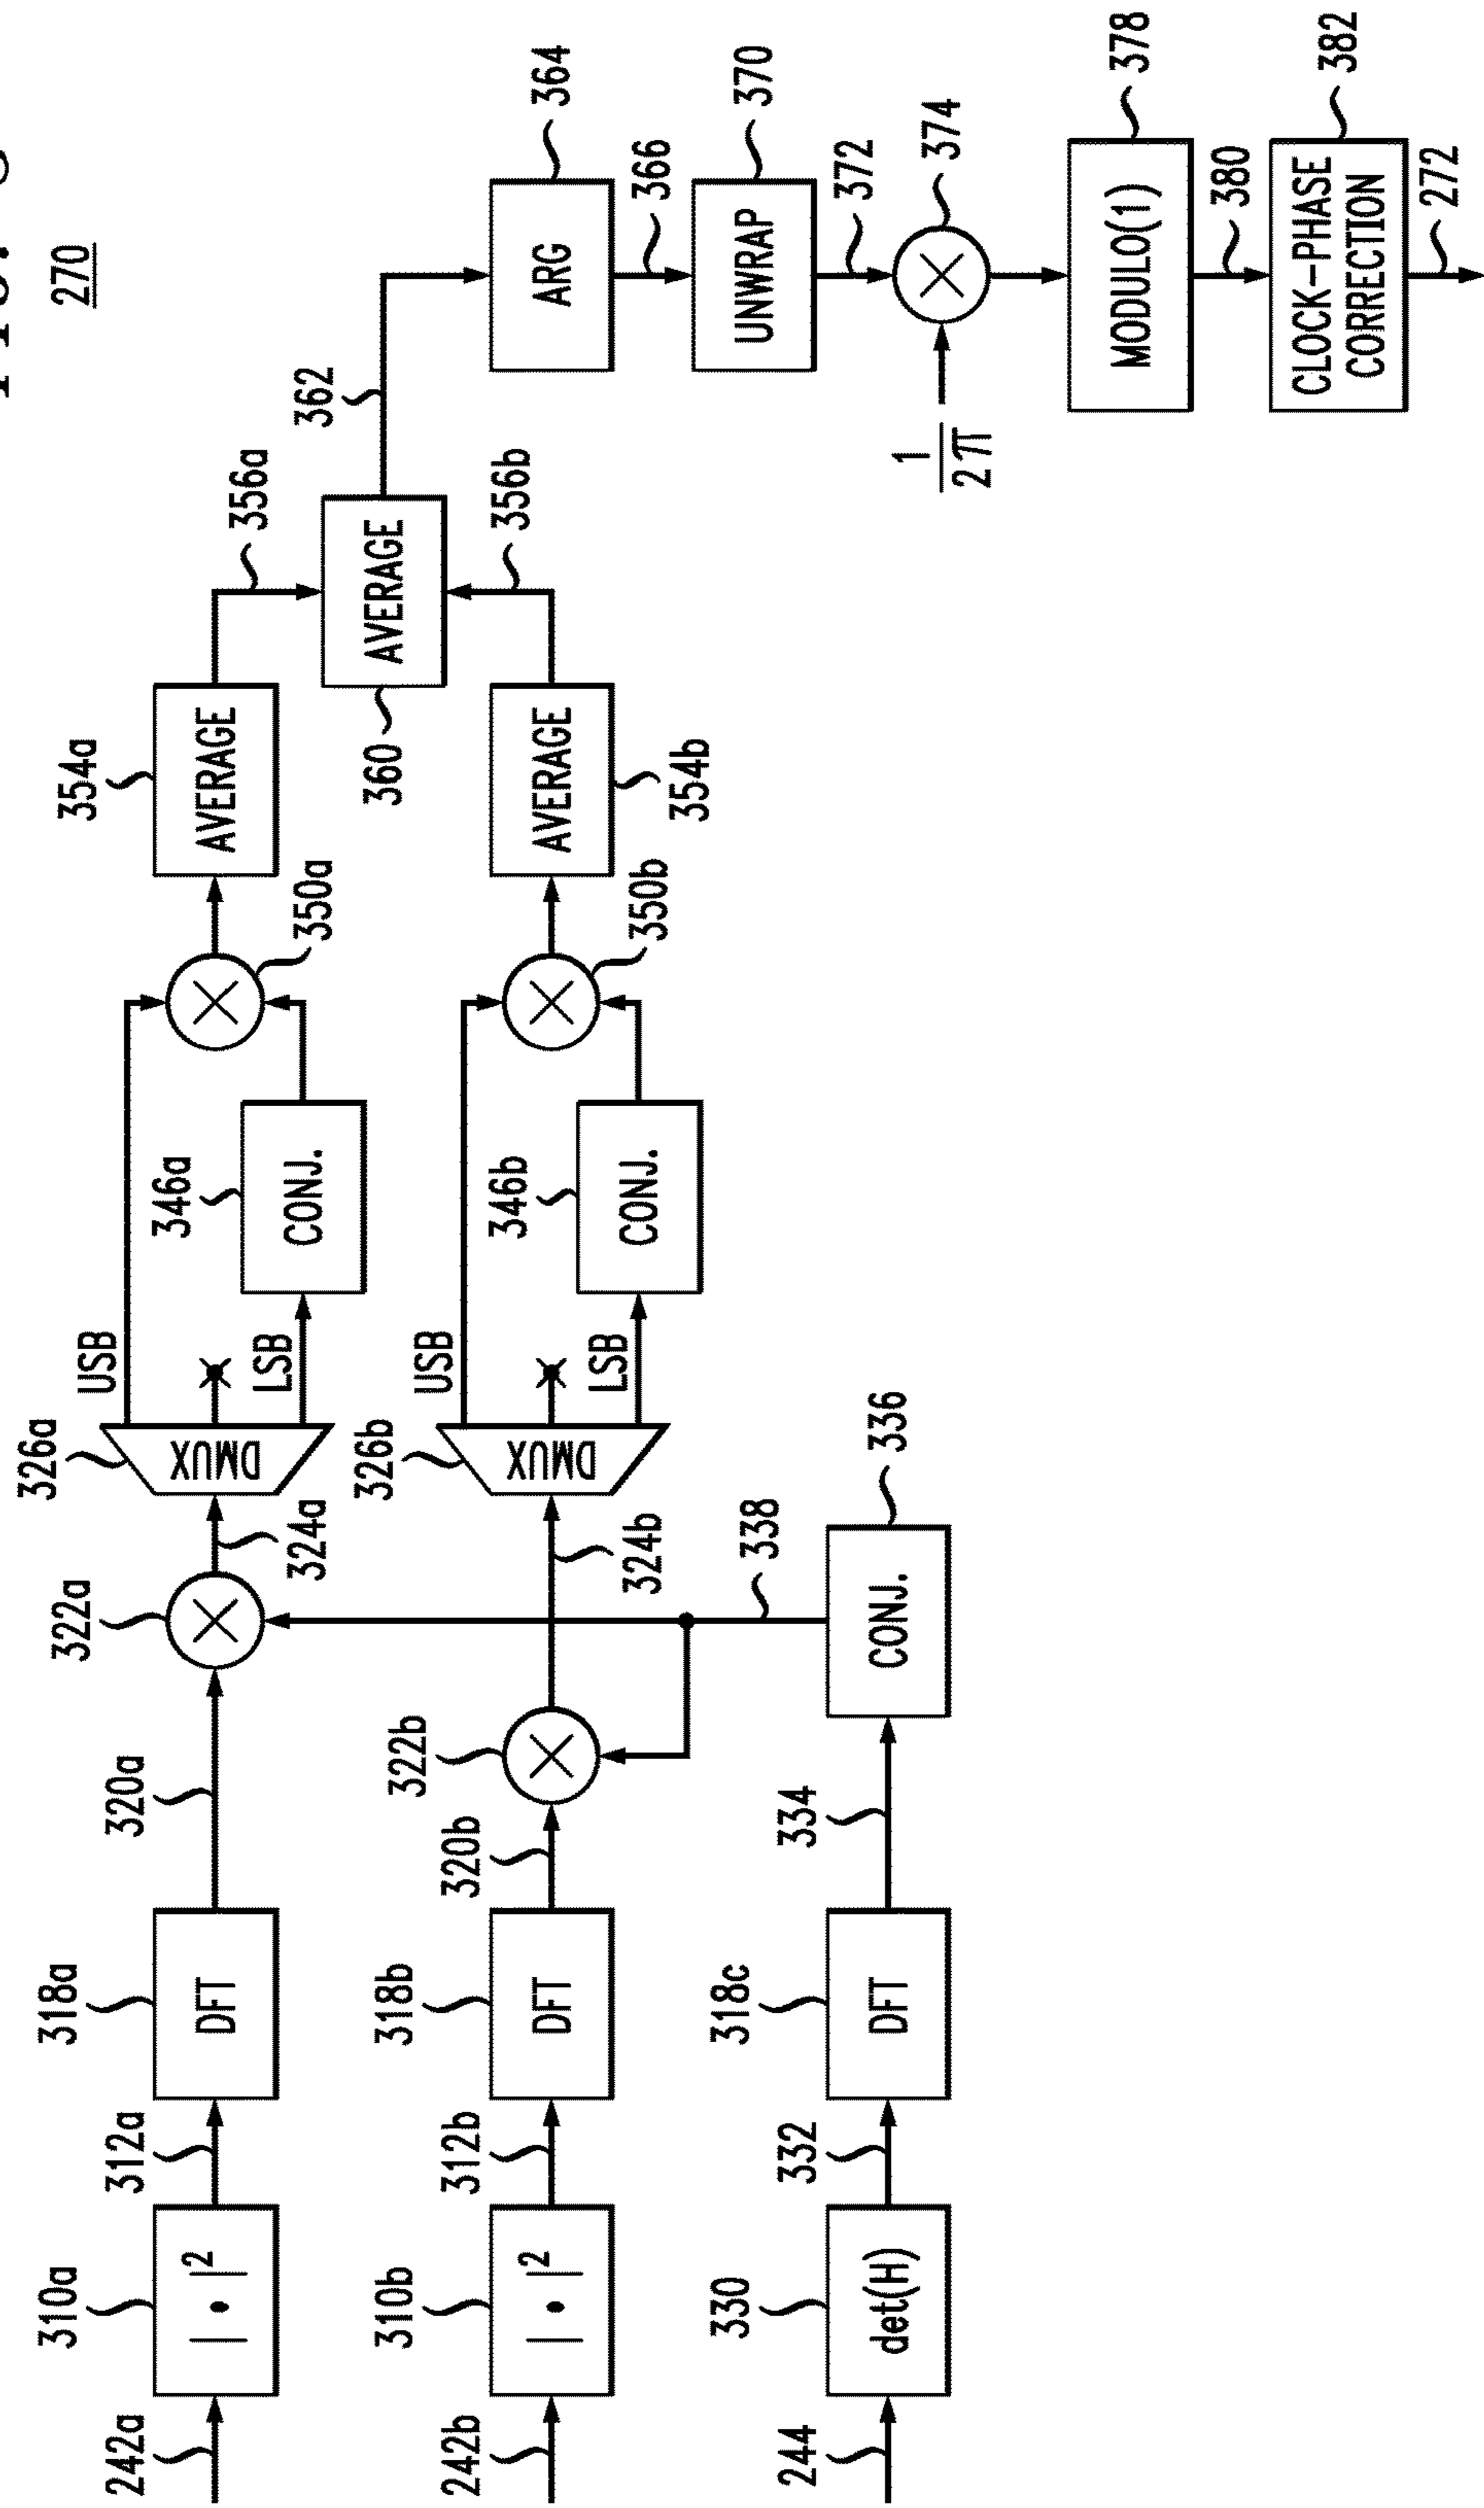 270
242a
310a
| • |²
312a
318a
DFT
320a
322a
324a
326a
DMUX
USB
LSB
346a
CONJ.
350a
354a
AVERAGE
356a
242b
310b
| • |²
312b
318b
DFT
320b
322b
324b
326b
DMUX
USB
LSB
346b
CONJ.
350b
354b
AVERAGE
356b
360
AVERAGE
362
244
330
det(H)
332
318c
DFT
334
336
CONJ.
338
364
ARG
366
370
UNWRAP
372
374
1
2π
378
MODULO(1)
380
382
CLOCK-PHASE
CORRECTION
272